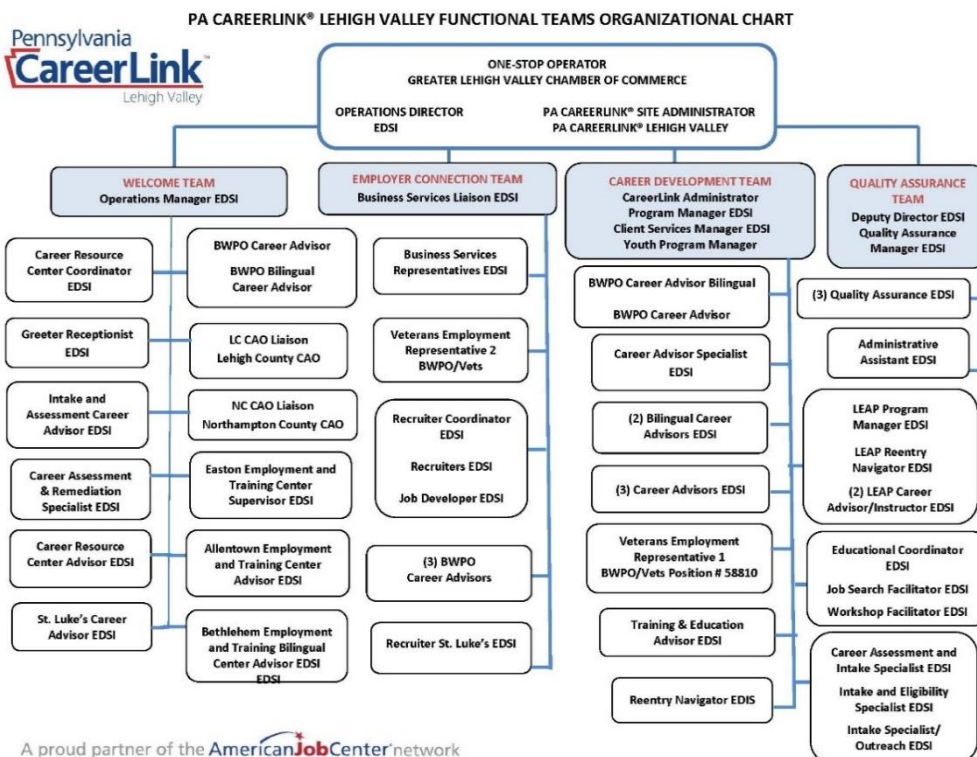 PA CAREERLINK® LEHIGH VALLEY FUNCTIONAL TEAMS ORGANIZATIONAL CHART
Pennsylvania
CareerLink™
Lehigh Valley
ONE-STOP OPERATOR
GREATER LEHIGH VALLEY CHAMBER OF COMMERCE
OPERATIONS DIRECTOR
EDSI
PA CAREERLINK® SITE ADMINISTRATOR
PA CAREERLINK® LEHIGH VALLEY
WELCOME TEAM
Operations Manager EDSI
Career Resource
Center Coordinator
EDSI
BWPO Career Advisor
BWPO Bilingual
Career Advisor
Greeter Receptionist
EDSI
LC CAO Liaison
Lehigh County CAO
Intake and
Assessment Career
Advisor EDSI
NC CAO Liaison
Northampton County CAO
Career Assessment
& Remediation
Specialist EDSI
Easton Employment and
Training Center
Supervisor EDSI
Career Resource
Center Advisor EDSI
Allentown Employment
and Training Center
Advisor EDSI
St. Luke's Career
Advisor EDSI
Bethlehem Employment
and Training Bilingual
Center Advisor EDSI
EDSI
EMPLOYER CONNECTION TEAM
Business Services Liaison EDSI
Business Services
Representatives EDSI
Veterans Employment
Representative 2
BWPO/Vets
Recruiter Coordinator
EDSI
Recruiters EDSI
Job Developer EDSI
(3) BWPO
Career Advisors
Recruiter St. Luke's EDSI
CAREER DEVELOPMENT TEAM
CareerLink Administrator
Program Manager EDSI
Client Services Manager EDSI
Youth Program Manager
BWPO Career Advisor Bilingual
BWPO Career Advisor
Career Advisor Specialist
EDSI
(2) Bilingual Career
Advisors EDSI
(3) Career Advisors EDSI
Veterans Employment
Representative 1
BWPO/Vets Position # 58810
Training & Education
Advisor EDSI
Reentry Navigator EDIS
LEAP Program
Manager EDSI
LEAP Reentry
Navigator EDSI
(2) LEAP Career
Advisor/Instructor EDSI
Educational Coordinator
EDSI
Job Search Facilitator EDSI
Workshop Facilitator EDSI
Career Assessment and
Intake Specialist EDSI
Intake and Eligibility
Specialist EDSI
Intake Specialist/
Outreach EDSI
QUALITY ASSURANCE
TEAM
Deputy Director EDSI
Quality Assurance
Manager EDSI
(3) Quality Assurance EDSI
Administrative
Assistant EDSI
A proud partner of the AmericanJobCenter network